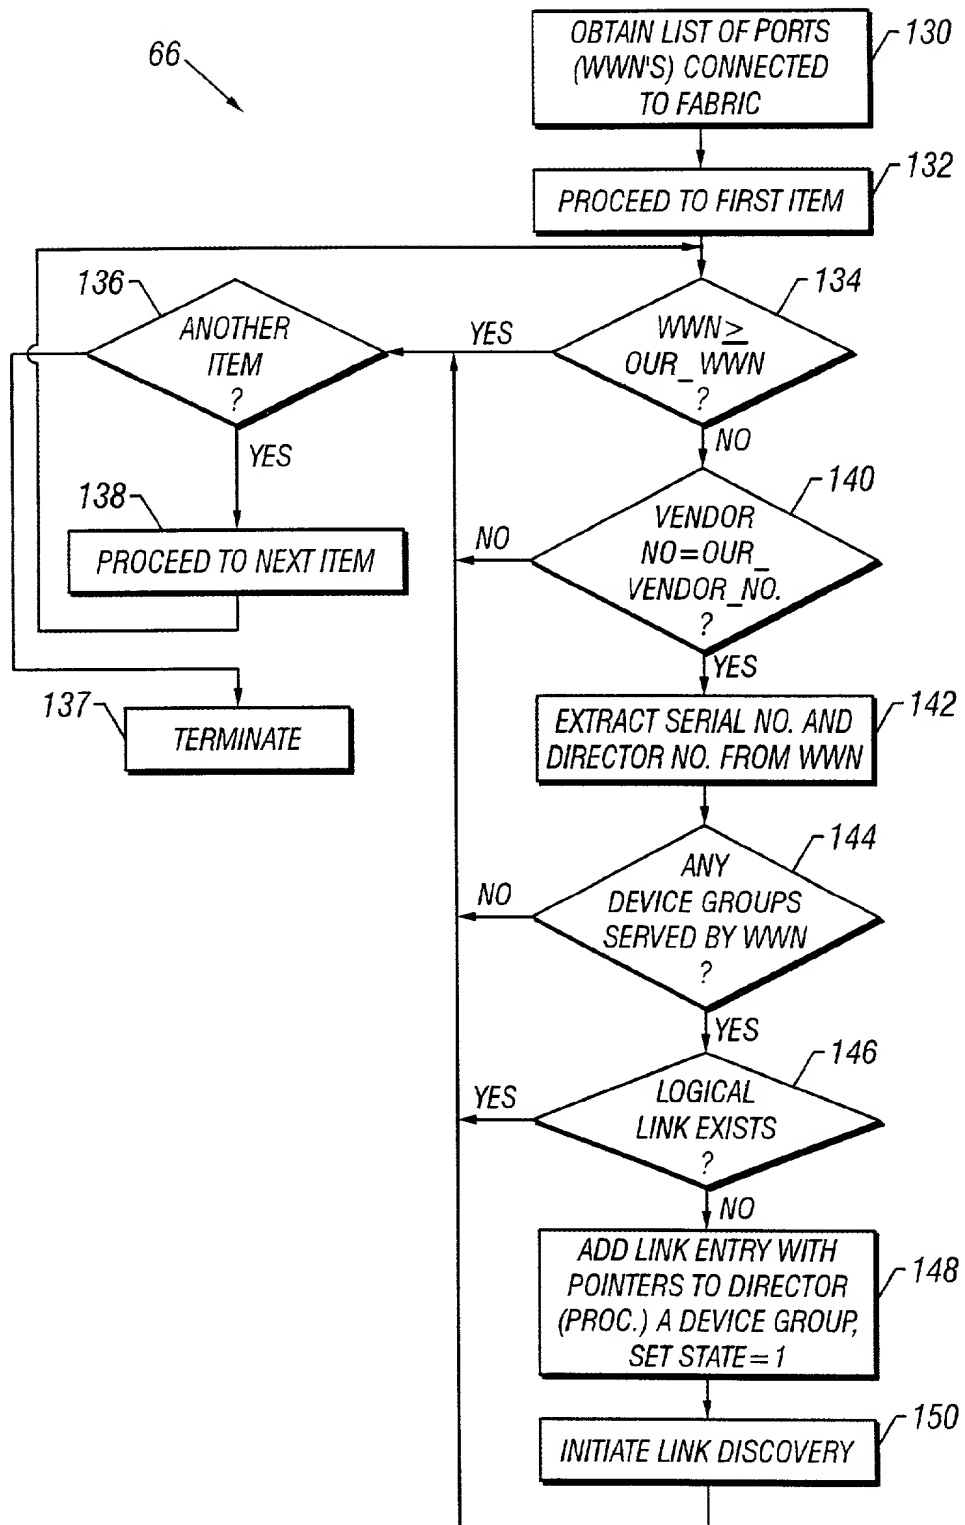 66
OBTAIN LIST OF PORTS
(WWN'S) CONNECTED
TO FABRIC
130
PROCEED TO FIRST ITEM
132
136
ANOTHER
ITEM
?
YES
WWN≥
OUR_WWN
?
134
YES
NO
138
PROCEED TO NEXT ITEM
NO
VENDOR
NO=OUR_
VENDOR_NO.
?
140
YES
137
TERMINATE
EXTRACT SERIAL NO. AND
DIRECTOR NO. FROM WWN
142
NO
ANY
DEVICE GROUPS
SERVED BY WWN
?
144
YES
YES
LOGICAL
LINK EXISTS
?
146
NO
ADD LINK ENTRY WITH
POINTERS TO DIRECTOR
(PROC.) A DEVICE GROUP,
SET STATE=1
148
INITIATE LINK DISCOVERY
150